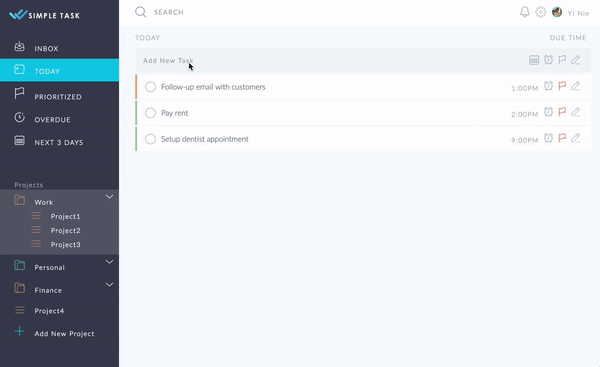 SIMPLE TASK
SEARCH
Yi Nie
INBOX
TODAY
PRIORITIZED
OVERDUE
NEXT 3 DAYS
Projects
Work
Project1
Project2
Project3
Personal
Finance
Project4
Add New Project
TODAY DUE TIME
Add New Task
Follow-up email with customers 1:00PM
Pay rent 2:00PM
Setup dentist appointment 9:00PM